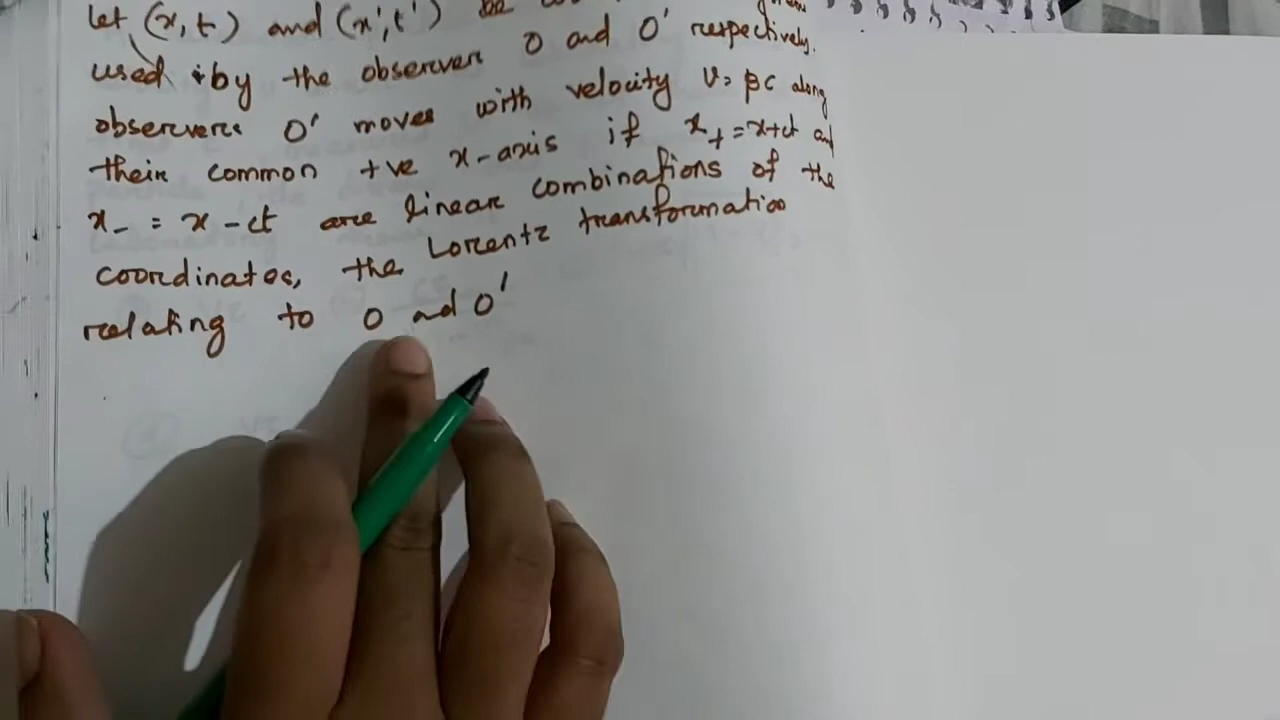 let (x, t) and (x', t') be
used by the observer O and O' respectively.
observers O' moves with velocity v = βc along
their common +ve x-axis if x₊ = x+ct and
x₋ = x - ct are linear combinations of the
coordinates, the Lorentz transformation
relating to O and O'